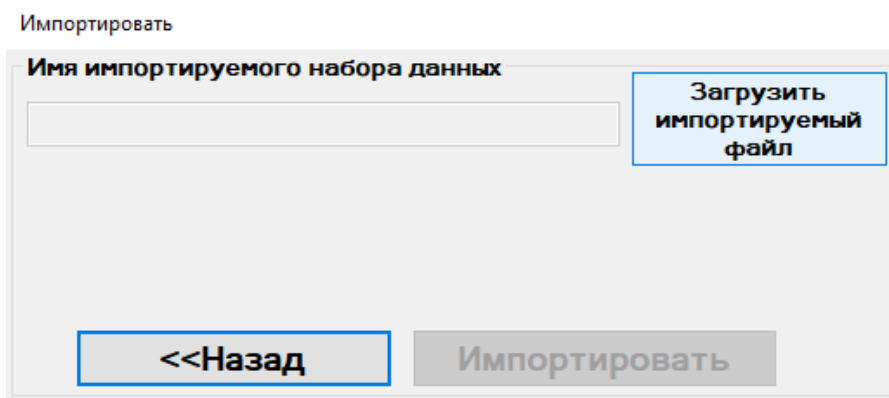 Импортировать
Имя импортируемого набора данных
Загрузить
импортируемый
файл
<<Назад
Импортировать